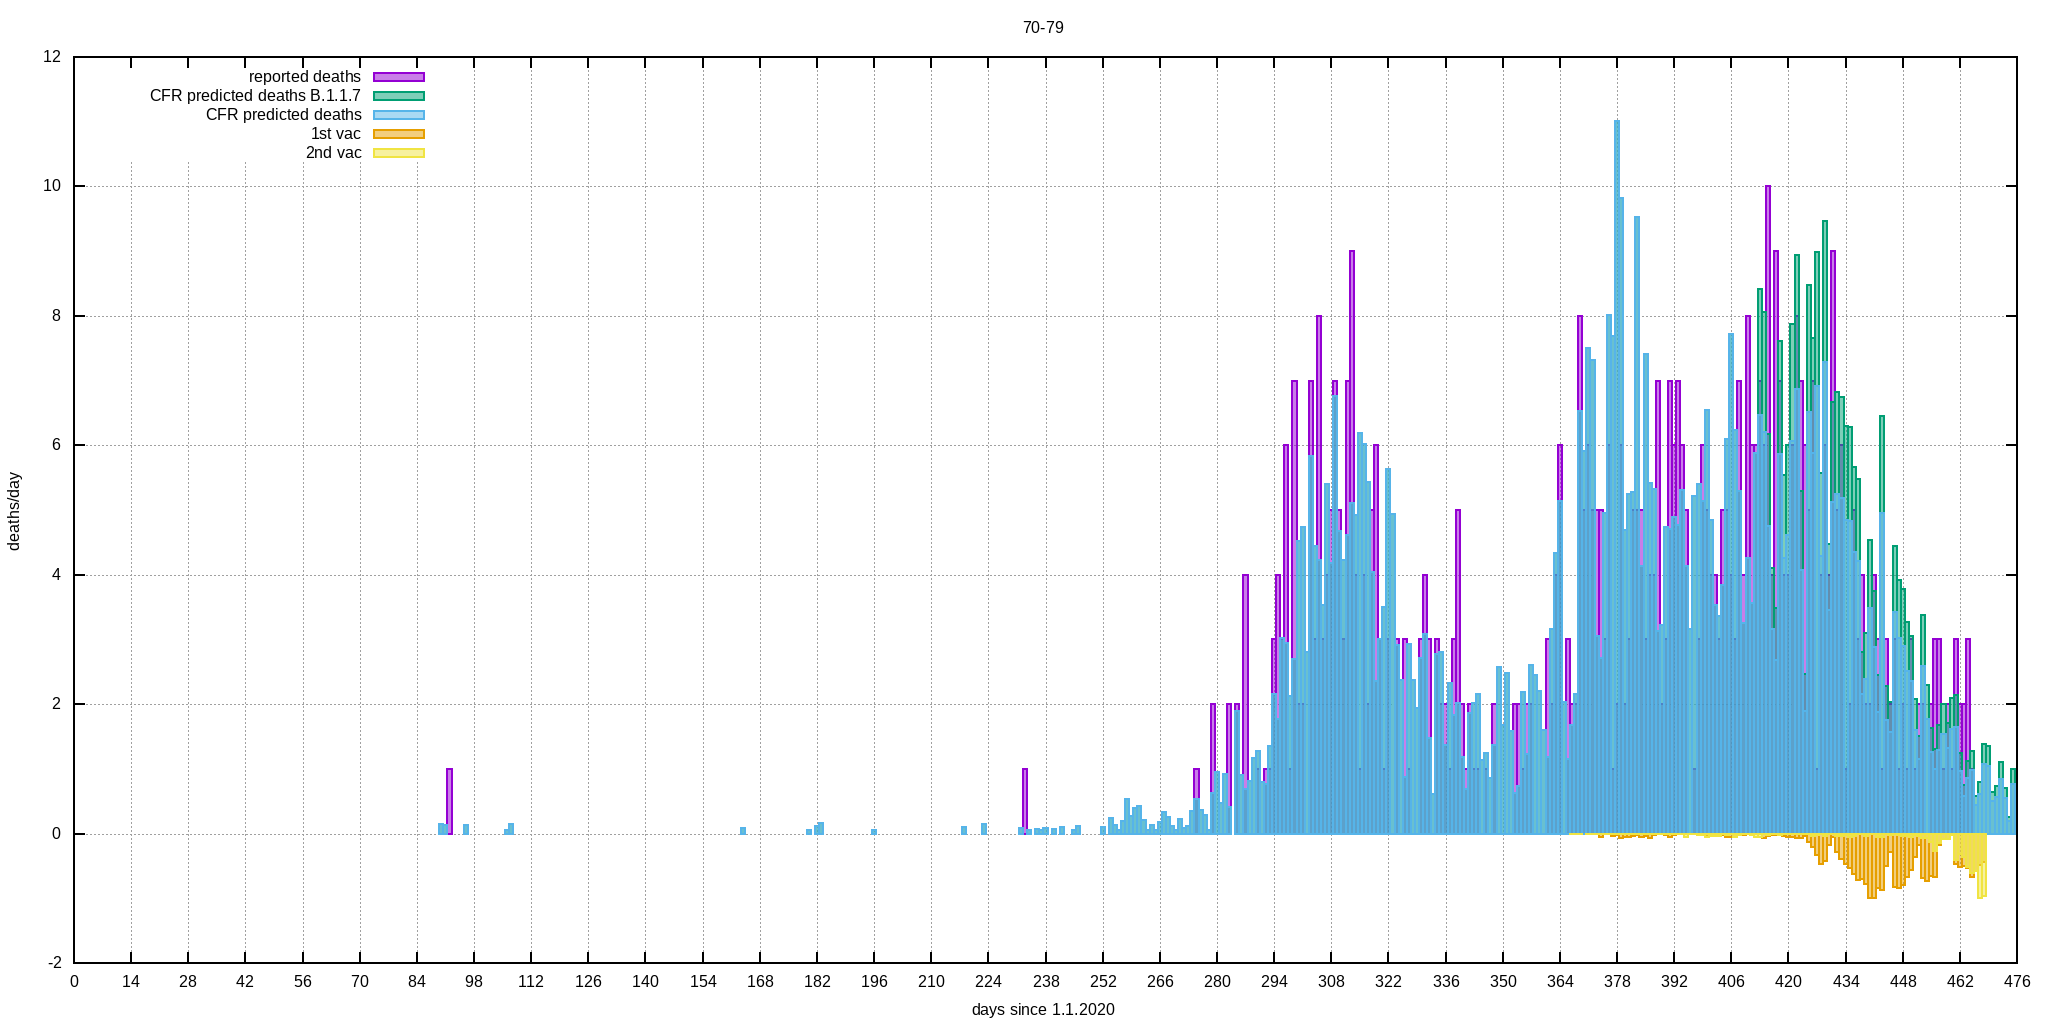 70-79
reported deaths
CFR predicted deaths B.1.1.7
CFR predicted deaths
1st vac
2nd vac
12
10
8
6
4
2
0
-2
deaths/day
0 14 28 42 56 70 84 98 112 126 140 154 168 182 196 210 224 238 252 266 280 294 308 322 336 350 364 378 392 406 420 434 448 462 476
days since 1.1.2020